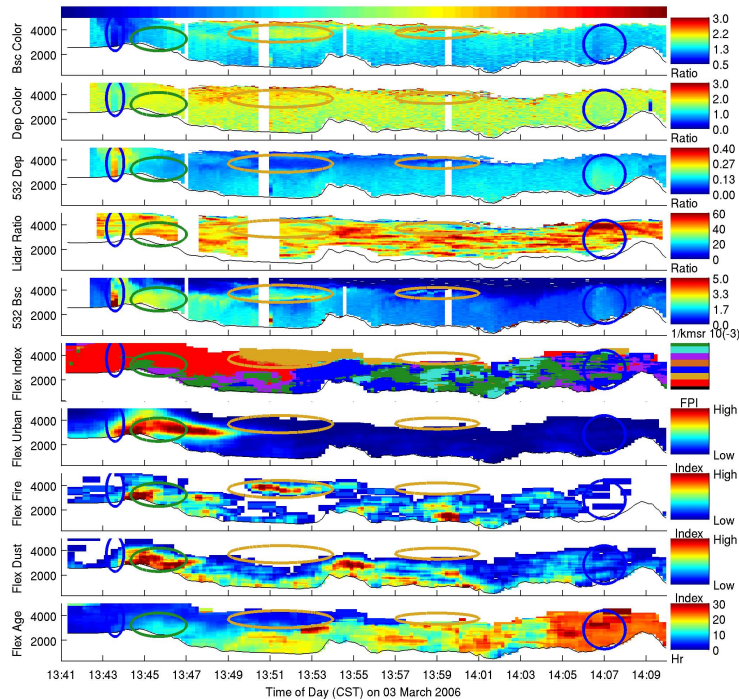 Bsc Color
4000
2000
3.0
2.2
1.3
0.5
Ratio
Dep Color
4000
2000
3.0
2.0
1.0
0.0
Ratio
532 Dep
4000
2000
0.40
0.27
0.13
0.00
Ratio
Lidar Ratio
4000
2000
60
40
20
0
Ratio
532 Bsc
4000
2000
5.0
3.3
1.7
0.0
1/kmsr 10(-3)
Flex Index
4000
2000
FPI
Flex Urban
4000
2000
High
Low
Index
Flex Fire
4000
2000
High
Low
Index
Flex Dust
4000
2000
High
Low
Index
Flex Age
4000
2000
30
20
10
0
Hr
13:41 13:43 13:45 13:47 13:49 13:51 13:53 13:55 13:57 13:59 14:01 14:03 14:05 14:07 14:09
Time of Day (CST) on 03 March 2006